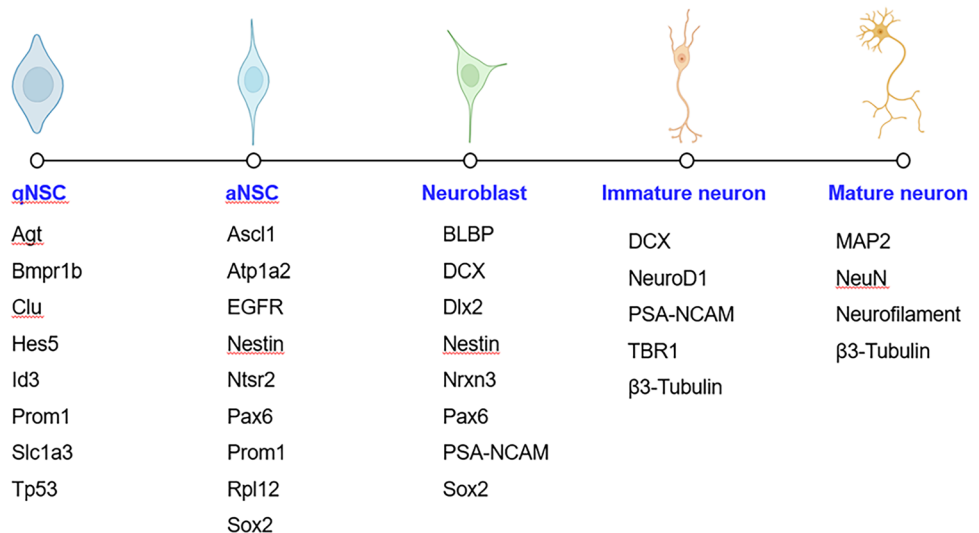 qNSC
Agt
Bmpr1b
Clu
Hes5
Id3
Prom1
Slc1a3
Tp53
aNSC
Ascl1
Atp1a2
EGFR
Nestin
Ntsr2
Pax6
Prom1
Rpl12
Sox2
Neuroblast
BLBP
DCX
Dlx2
Nestin
Nrxn3
Pax6
PSA-NCAM
Sox2
Immature neuron
DCX
NeuroD1
PSA-NCAM
TBR1
β3-Tubulin
Mature neuron
MAP2
NeuN
Neurofilament
β3-Tubulin